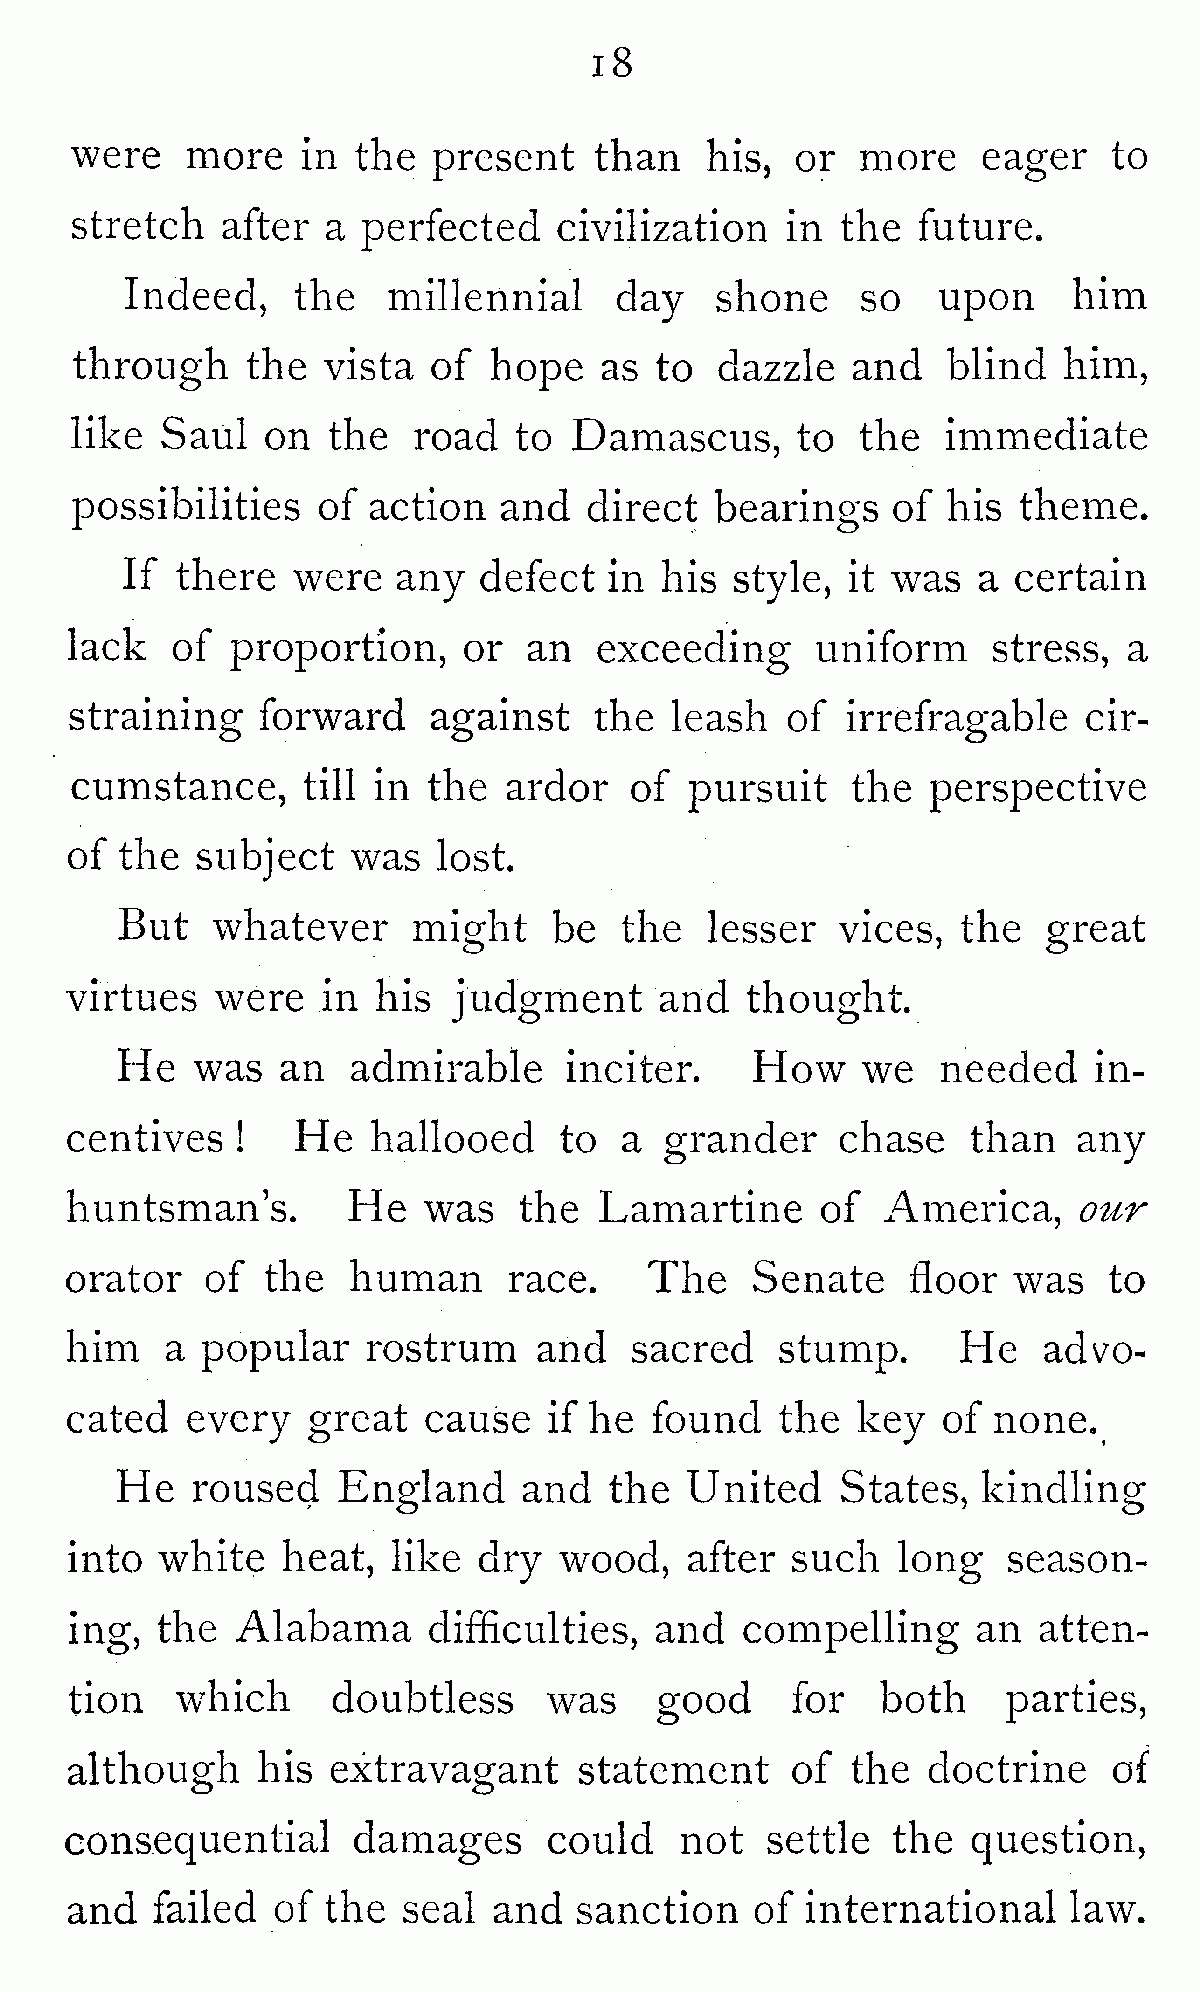 18
were more in the present than his, or more eager to
stretch after a perfected civilization in the future.
Indeed, the millennial day shone so upon him
through the vista of hope as to dazzle and blind him,
like Saul on the road to Damascus, to the immediate
possibilities of action and direct bearings of his theme.
If there were any defect in his style, it was a certain
lack of proportion, or an exceeding uniform stress, a
straining forward against the leash of irrefragable cir-
cumstance, till in the ardor of pursuit the perspective
of the subject was lost.
But whatever might be the lesser vices, the great
virtues were in his judgment and thought.
He was an admirable inciter. How we needed in-
centives ! He hallooed to a grander chase than any
huntsman's. He was the Lamartine of America, our
orator of the human race. The Senate floor was to
him a popular rostrum and sacred stump. He advo-
cated every great cause if he found the key of none.
He roused England and the United States, kindling
into white heat, like dry wood, after such long season-
ing, the Alabama difficulties, and compelling an atten-
tion which doubtless was good for both parties,
although his extravagant statement of the doctrine of
consequential damages could not settle the question,
and failed of the seal and sanction of international law.